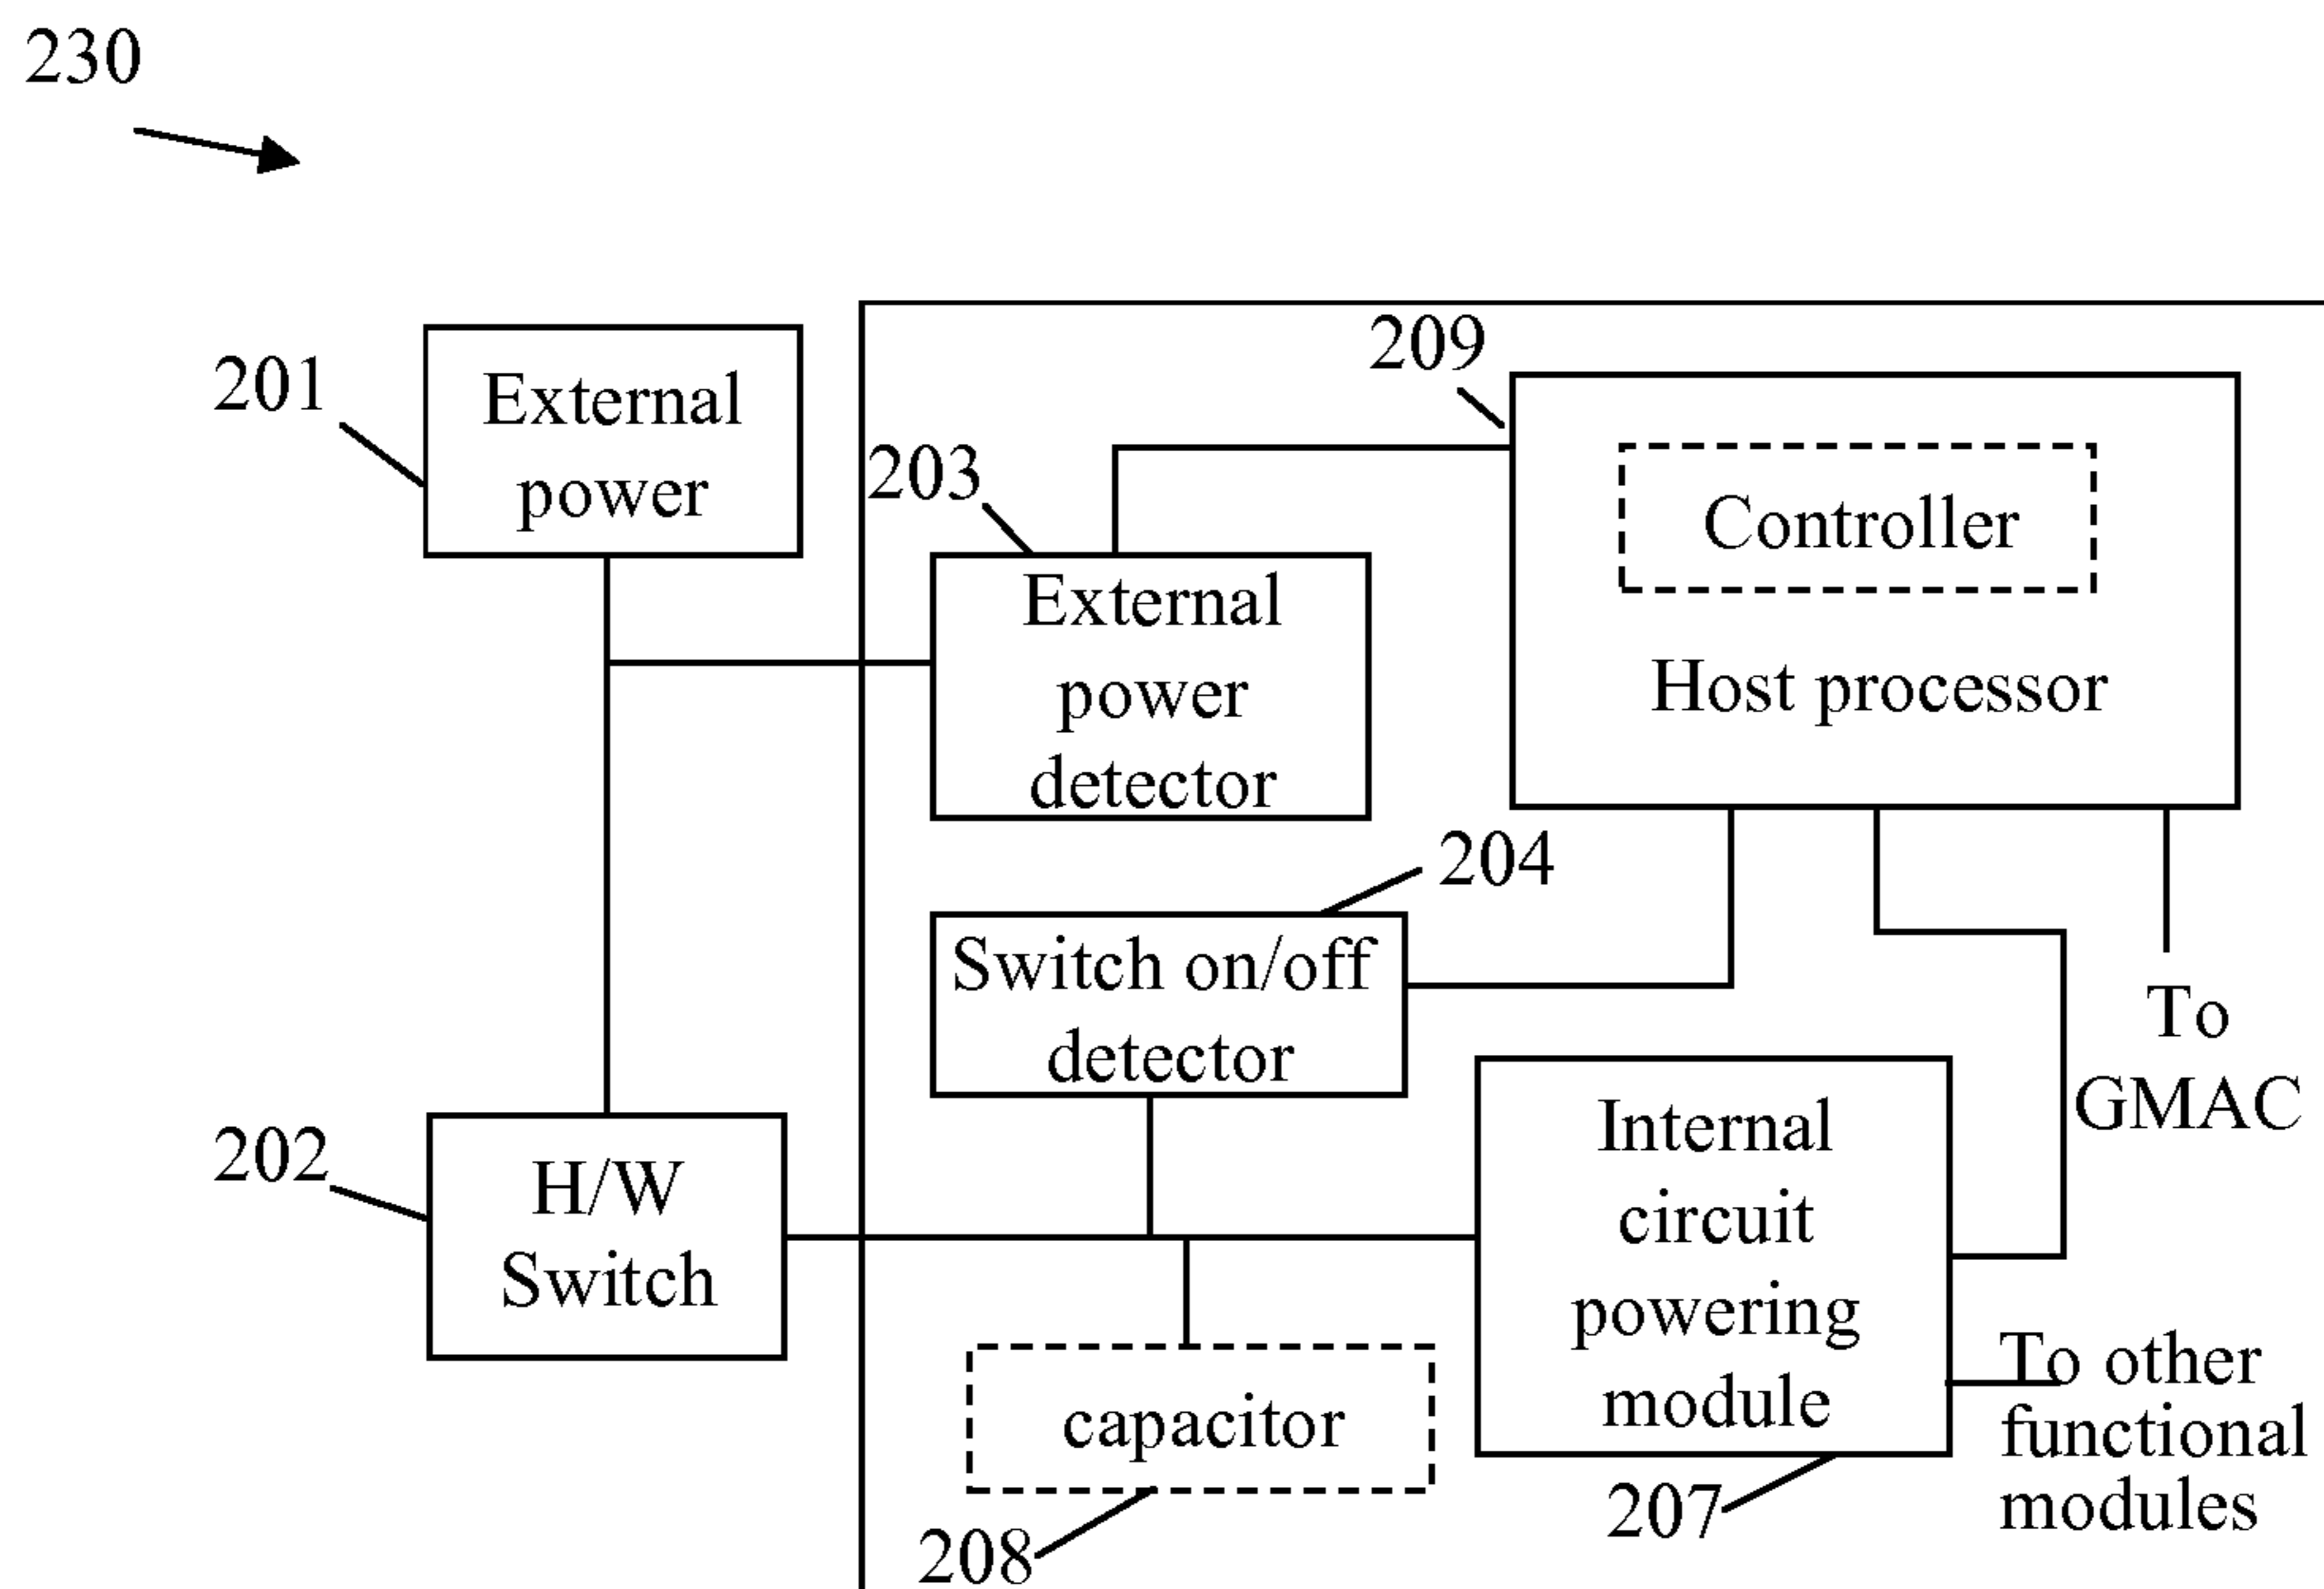 230
201
External
power
209
Controller
Host processor
203
External
power
detector
204
Switch on/off
detector
To
GMAC
202
H/W
Switch
Internal
circuit
powering
module
To other
functional
modules
capacitor
207
208